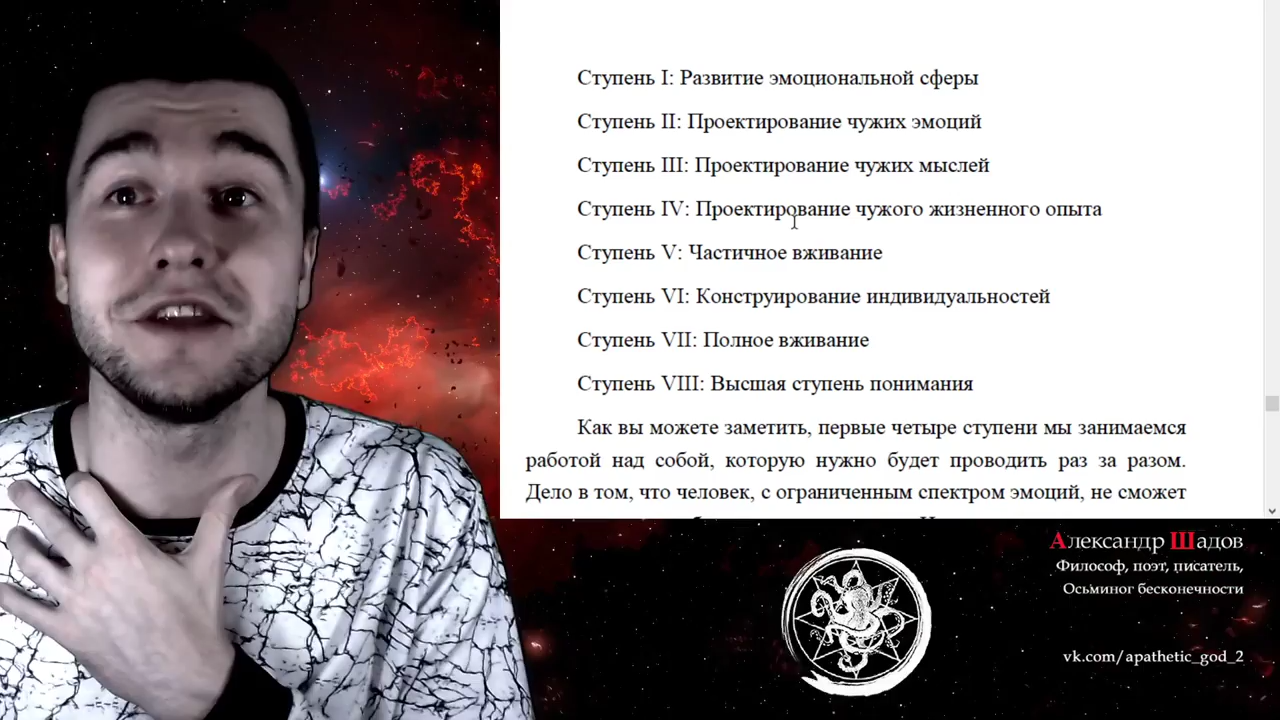 Ступень I: Развитие эмоциональной сферы
Ступень II: Проектирование чужих эмоций
Ступень III: Проектирование чужих мыслей
Ступень IV: Проектирование чужого жизненного опыта
Ступень V: Частичное вживание
Ступень VI: Конструирование индивидуальностей
Ступень VII: Полное вживание
Ступень VIII: Высшая ступень понимания
Как вы можете заметить, первые четыре ступени мы занимаемся
работой над собой, которую нужно будет проводить раз за разом.
Дело в том, что человек, с ограниченным спектром эмоций, не сможет
Александр Шадов
Философ, поэт, писатель,
Осьминог бесконечности
vk.com/apathetic_god_2